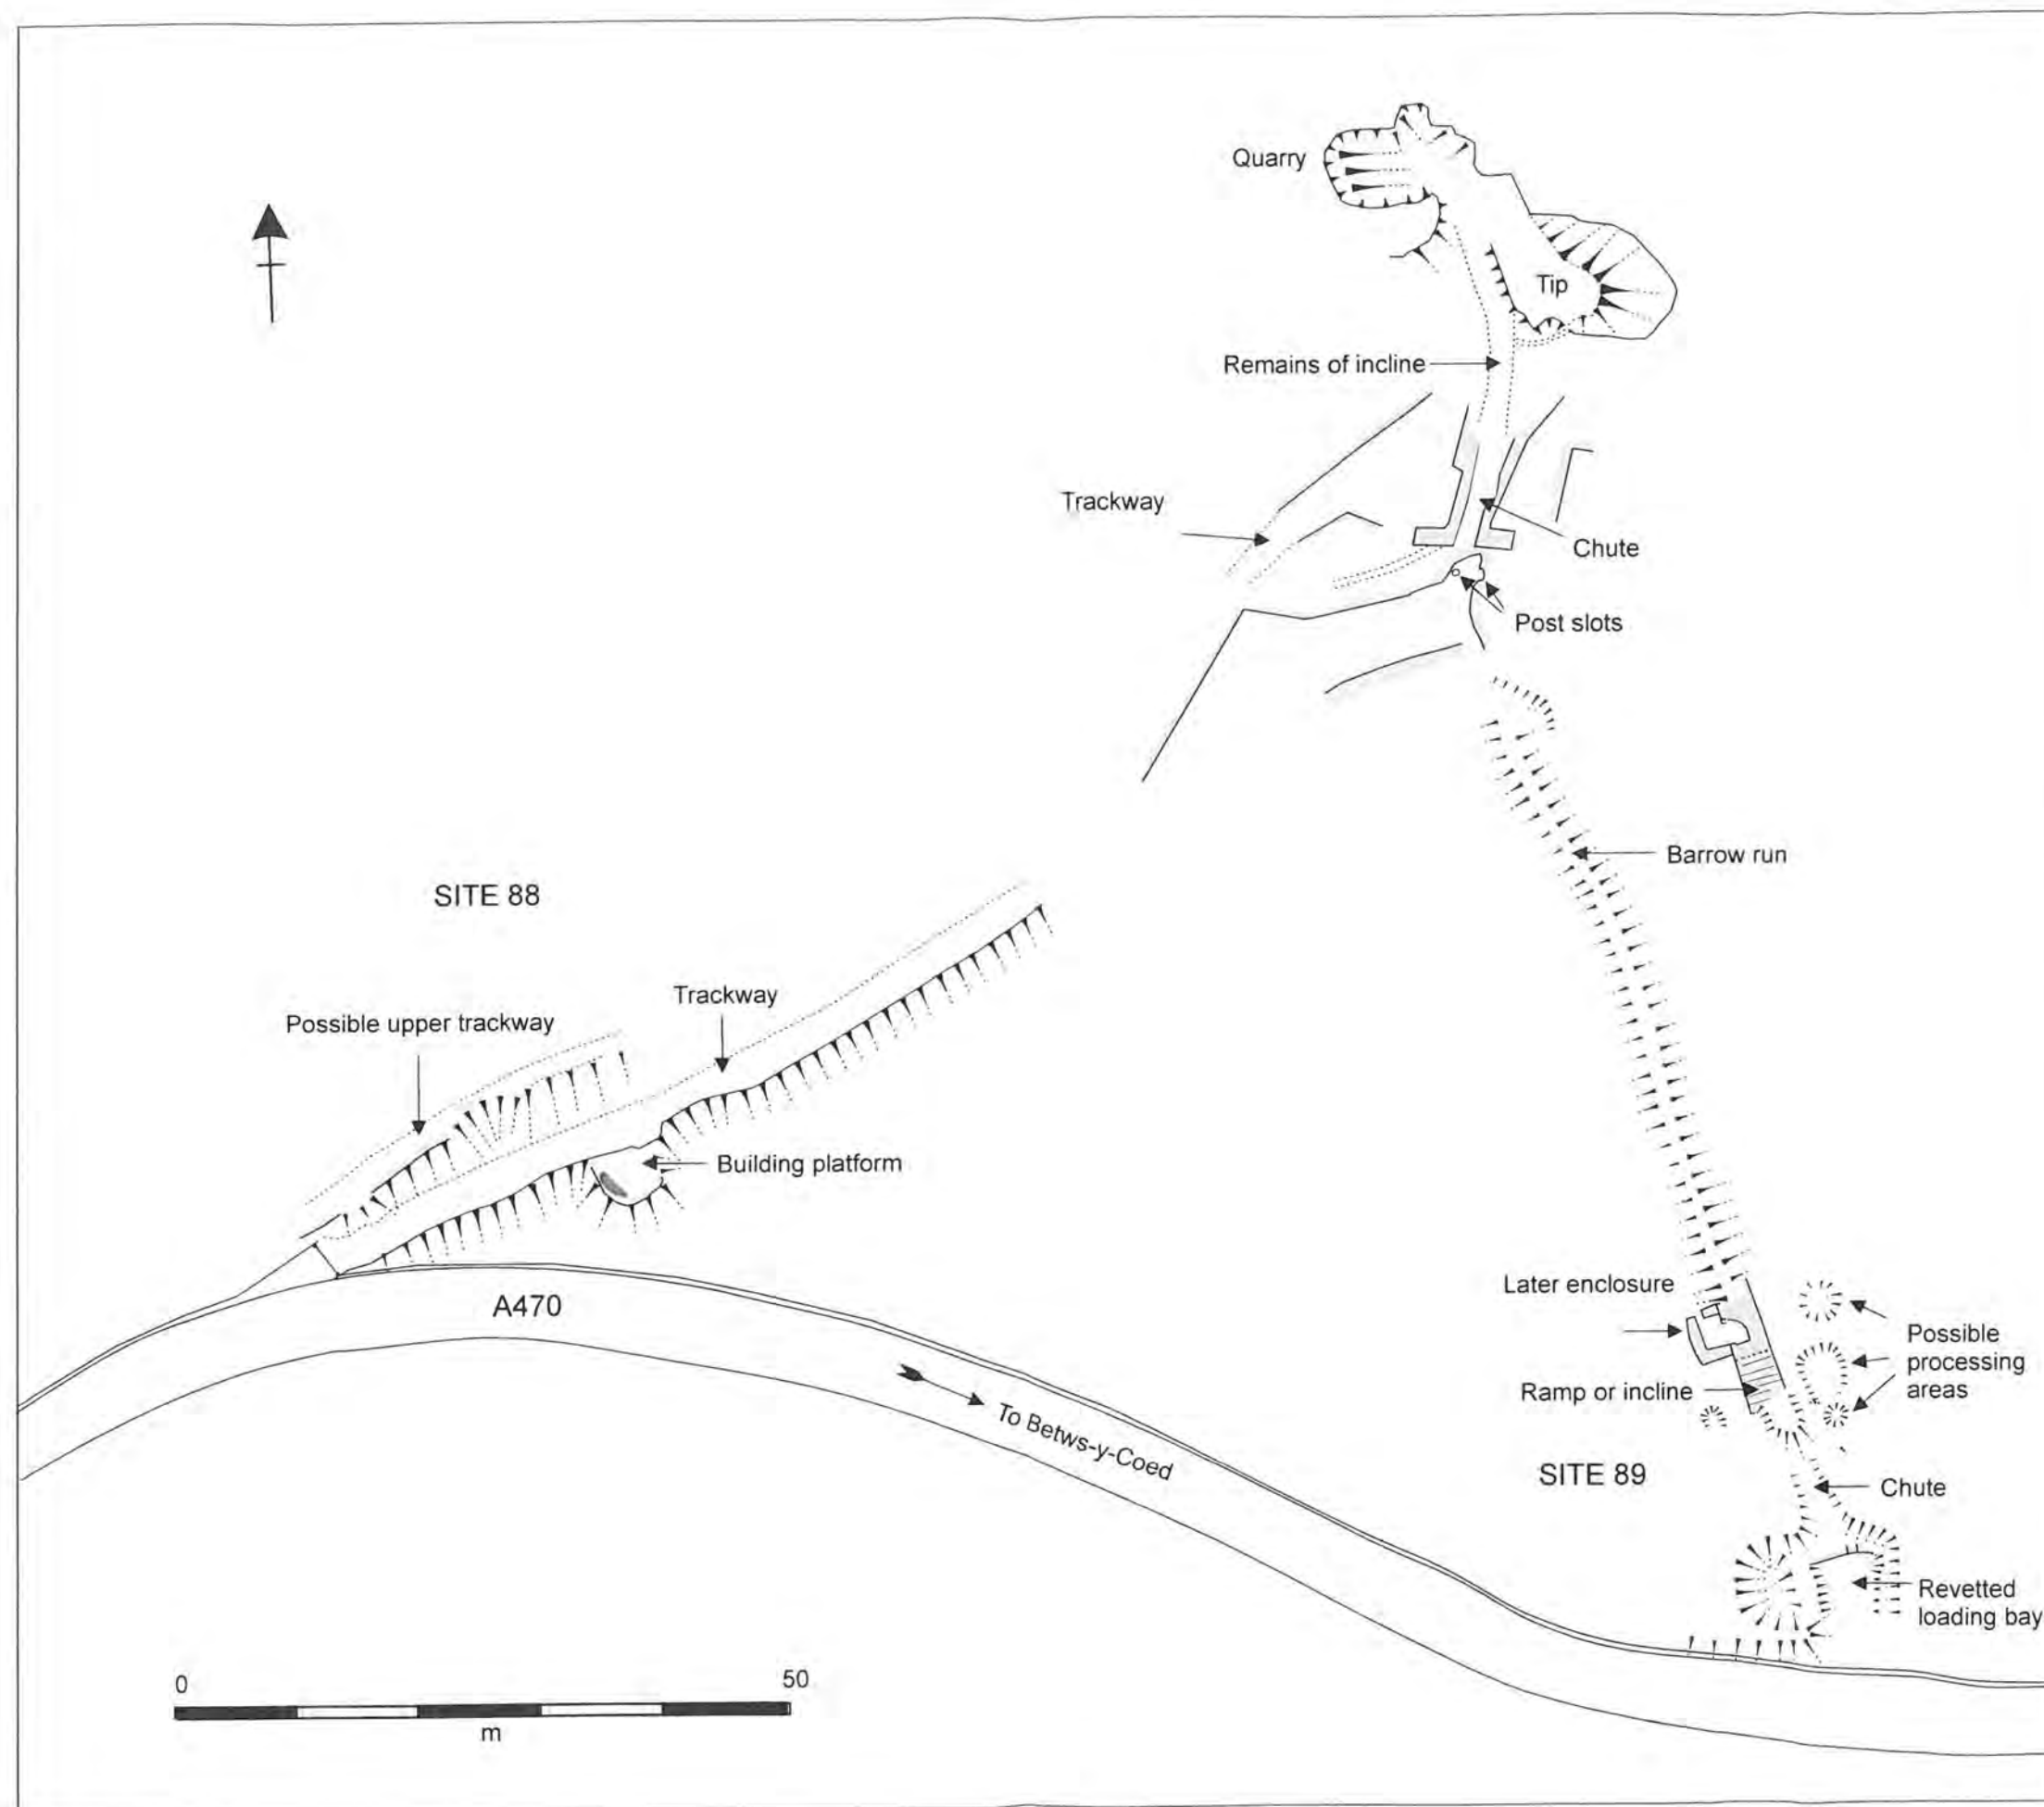 Quarry
Tip
Remains of incline
Trackway
Chute
Post slots
Barrow run
SITE 88
Trackway
Possible upper trackway
Building platform
A470
To Betws-y-Coed
Later enclosure
Possible
processing
areas
Ramp or incline
SITE 89
Chute
Revetted
loading bay
0
50
m